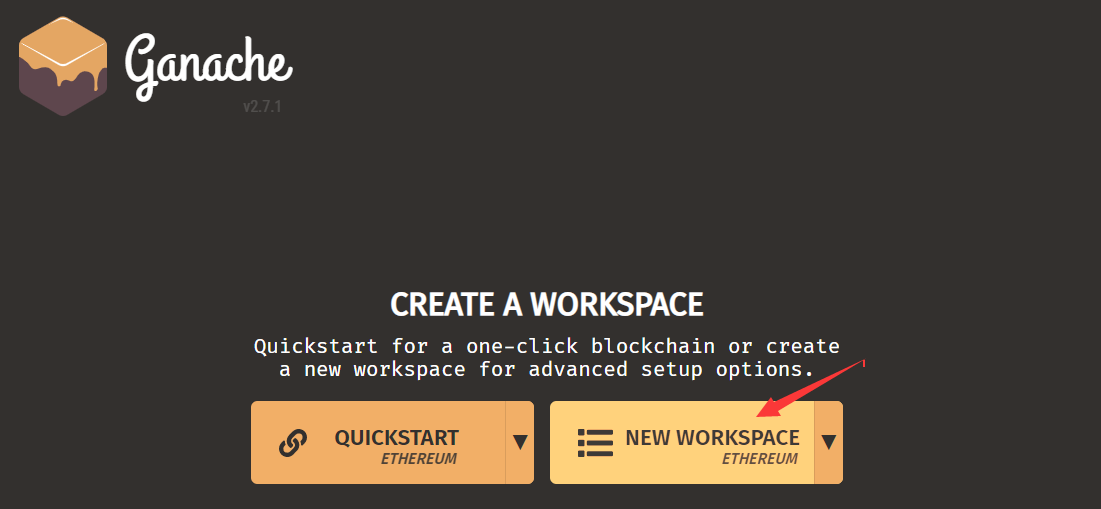 Ganache
v2.7.1
CREATE A WORKSPACE
Quickstart for a one-click blockchain or create
a new workspace for advanced setup options.
QUICKSTART
ETHEREUM
▼
NEW WORKSPACE
ETHEREUM
▼